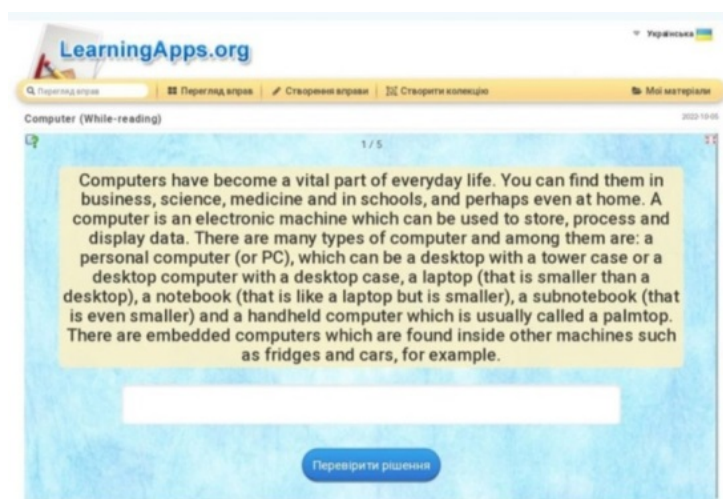 LearningApps.org
Українська
Перегляд вправ
Перегляд вправ
Створення вправи
Створити колекцію
Мої матеріали
Computer (While-reading)
2022-10-05
1 / 5
Computers have become a vital part of everyday life. You can find them in
business, science, medicine and in schools, and perhaps even at home. A
computer is an electronic machine which can be used to store, process and
display data. There are many types of computer and among them are: a
personal computer (or PC), which can be a desktop with a tower case or a
desktop computer with a desktop case, a laptop (that is smaller than a
desktop), a notebook (that is like a laptop but is smaller), a subnotebook (that
is even smaller) and a handheld computer which is usually called a palmtop.
There are embedded computers which are found inside other machines such
as fridges and cars, for example.
Перевірити рішення